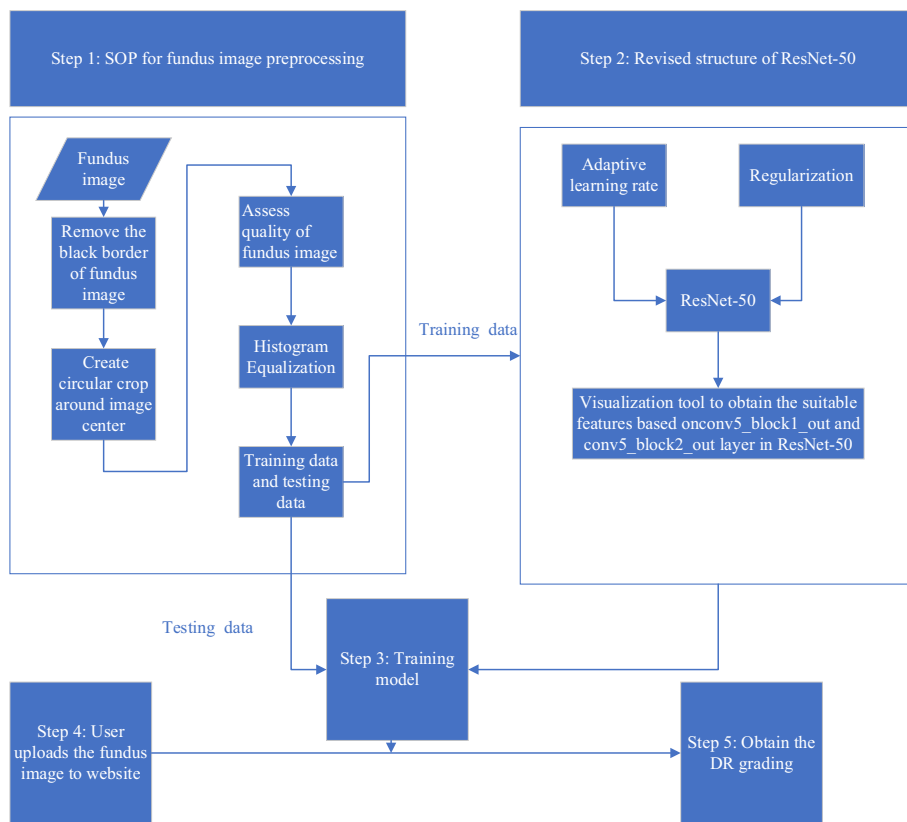 Step 1: SOP for fundus image preprocessing
Step 2: Revised structure of ResNet-50
Fundus
image
Remove the
black border
of fundus
image
Create
circular crop
around image
center
Assess
quality of
fundus image
Histogram
Equalization
Training data
and testing
data
Training data
Adaptive
learning rate
Regularization
ResNet-50
Visualization tool to obtain the suitable
features based onconv5_block1_out and
conv5_block2_out layer in ResNet-50
Testing data
Step 3: Training
model
Step 4: User
uploads the fundus
image to website
Step 5: Obtain the
DR grading